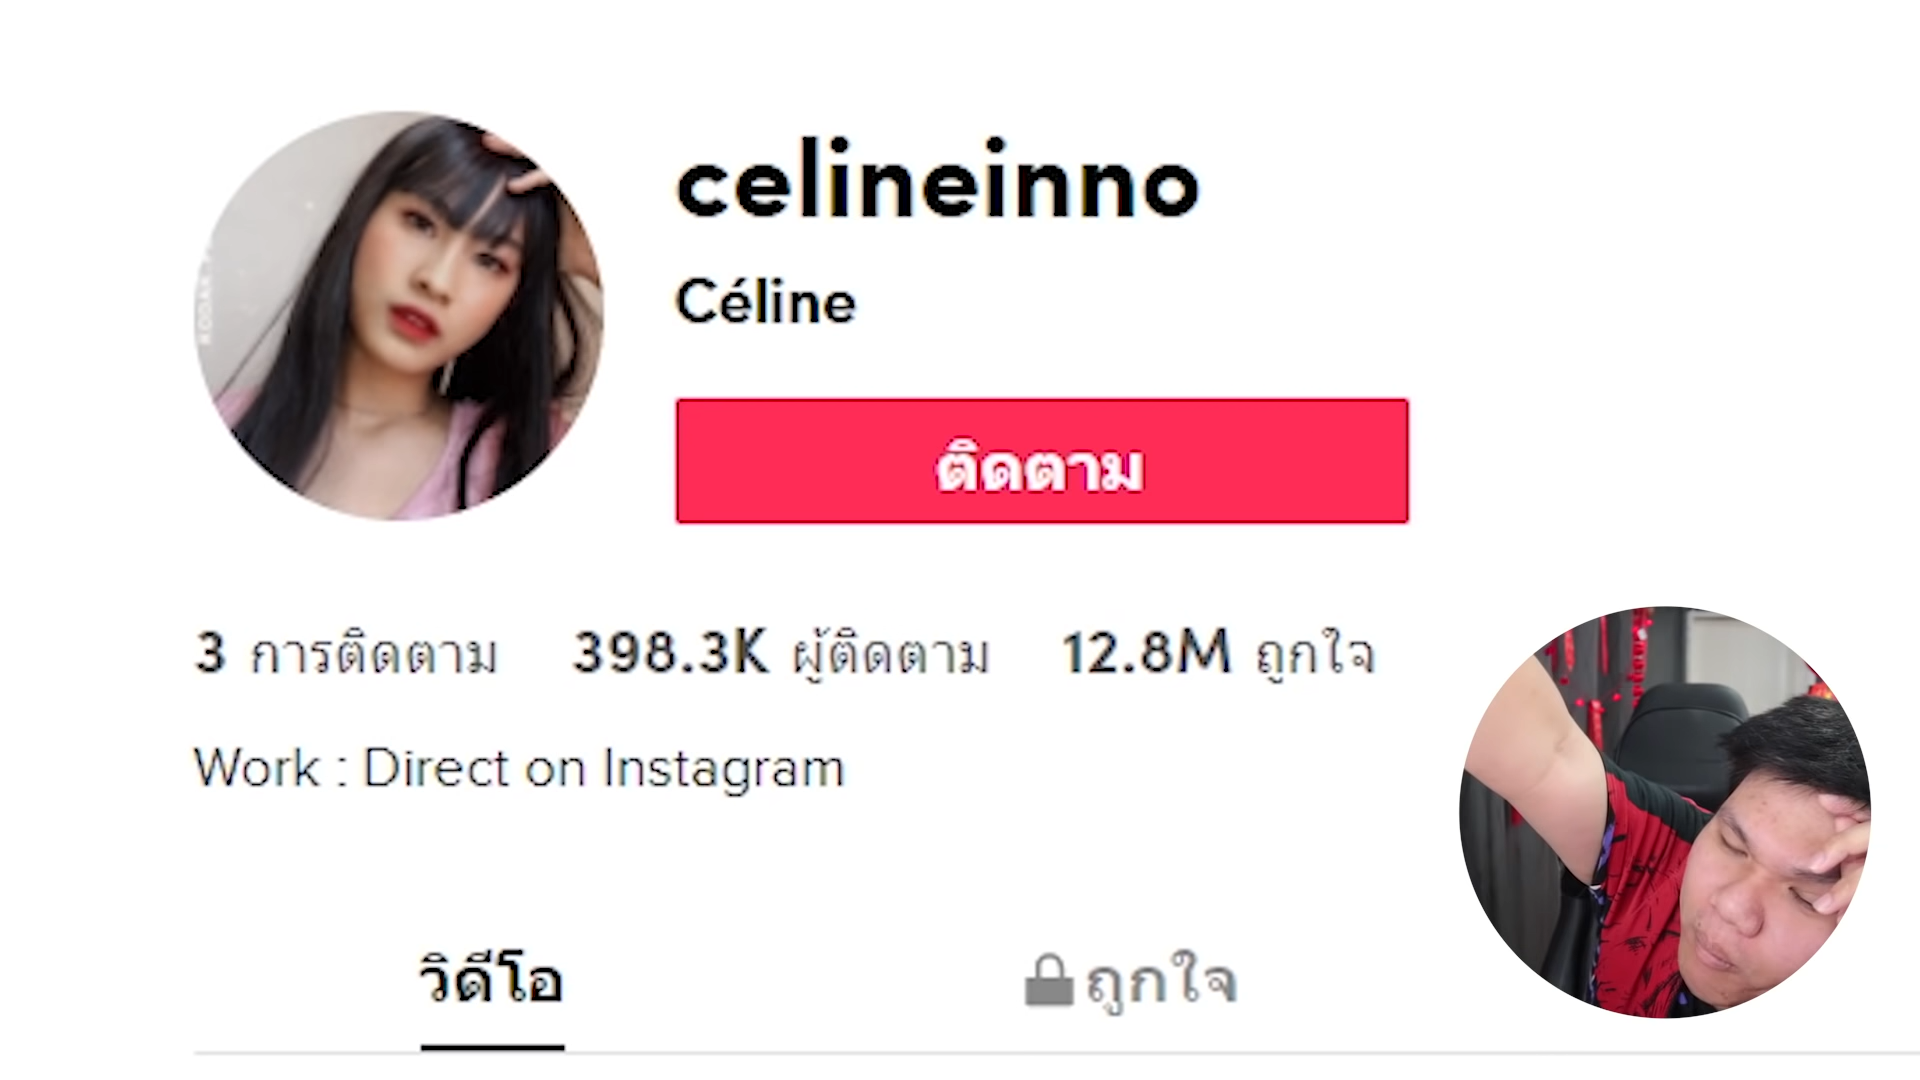 celineinno
Céline
ติดตาม
3 การติดตาม 398.3K ผู้ติดตาม 12.8M ถูกใจ
Work : Direct on Instagram
วิดีโอ ถูกใจ